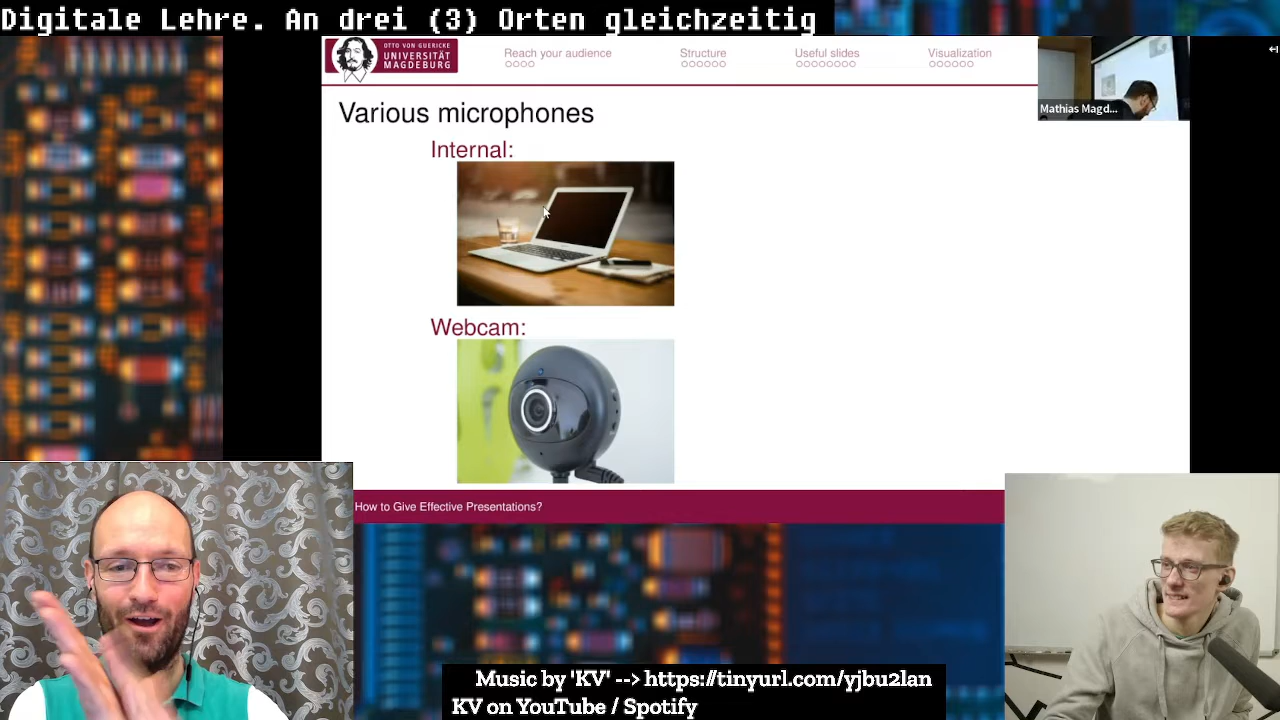 Digitale Lehre. An drei (3) Orten gleichzeitig
OTTO VON GUERICKE
UNIVERSITÄT
MAGDEBURG
Reach your audience
Structure
Useful slides
Visualization
Mathias Magd...
Various microphones
Internal:
Webcam:
How to Give Effective Presentations?
Music by 'KV' --> https://tinyurl.com/yjbu2lan
KV on YouTube / Spotify